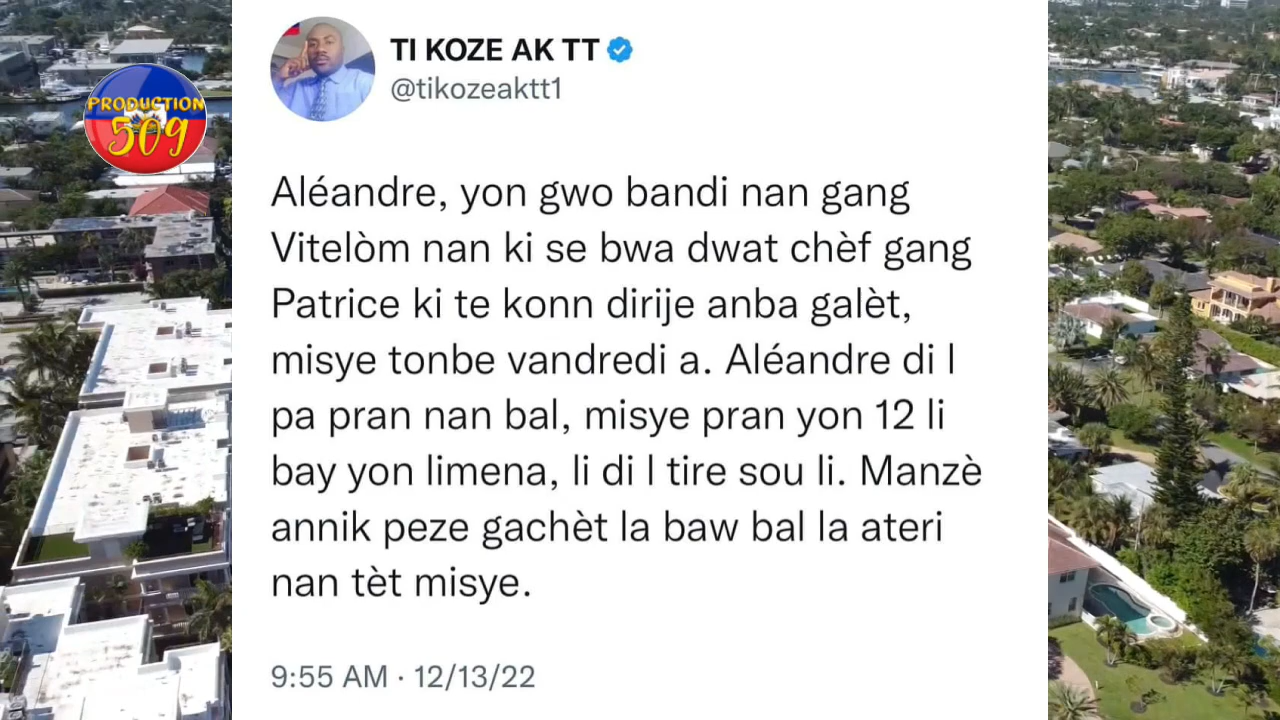 PRODUCTION
509
TI KOZE AK TT
@tikozeaktt1
Aléandre, yon gwo bandi nan gang
Vitelòm nan ki se bwa dwat chèf gang
Patrice ki te konn dirije anba galèt,
misye tonbe vandredi a. Aléandre di l
pa pran nan bal, misye pran yon 12 li
bay yon limena, li di l tire sou li. Manzè
annik peze gachèt la baw bal la ateri
nan tèt misye.
9:55 AM · 12/13/22